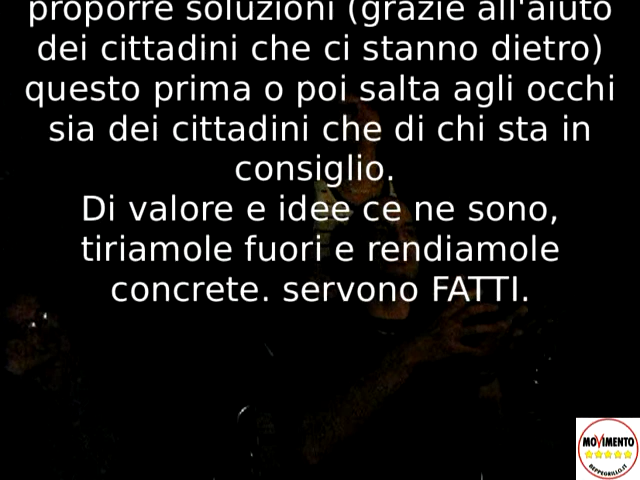 proporre soluzioni (grazie all'aiuto
dei cittadini che ci stanno dietro)
questo prima o poi salta agli occhi
sia dei cittadini che di chi sta in
consiglio.
Di valore e idee ce ne sono,
tiriamole fuori e rendiamole
concrete. servono FATTI.
MOVIMENTO
BEPPEGRILLO.IT